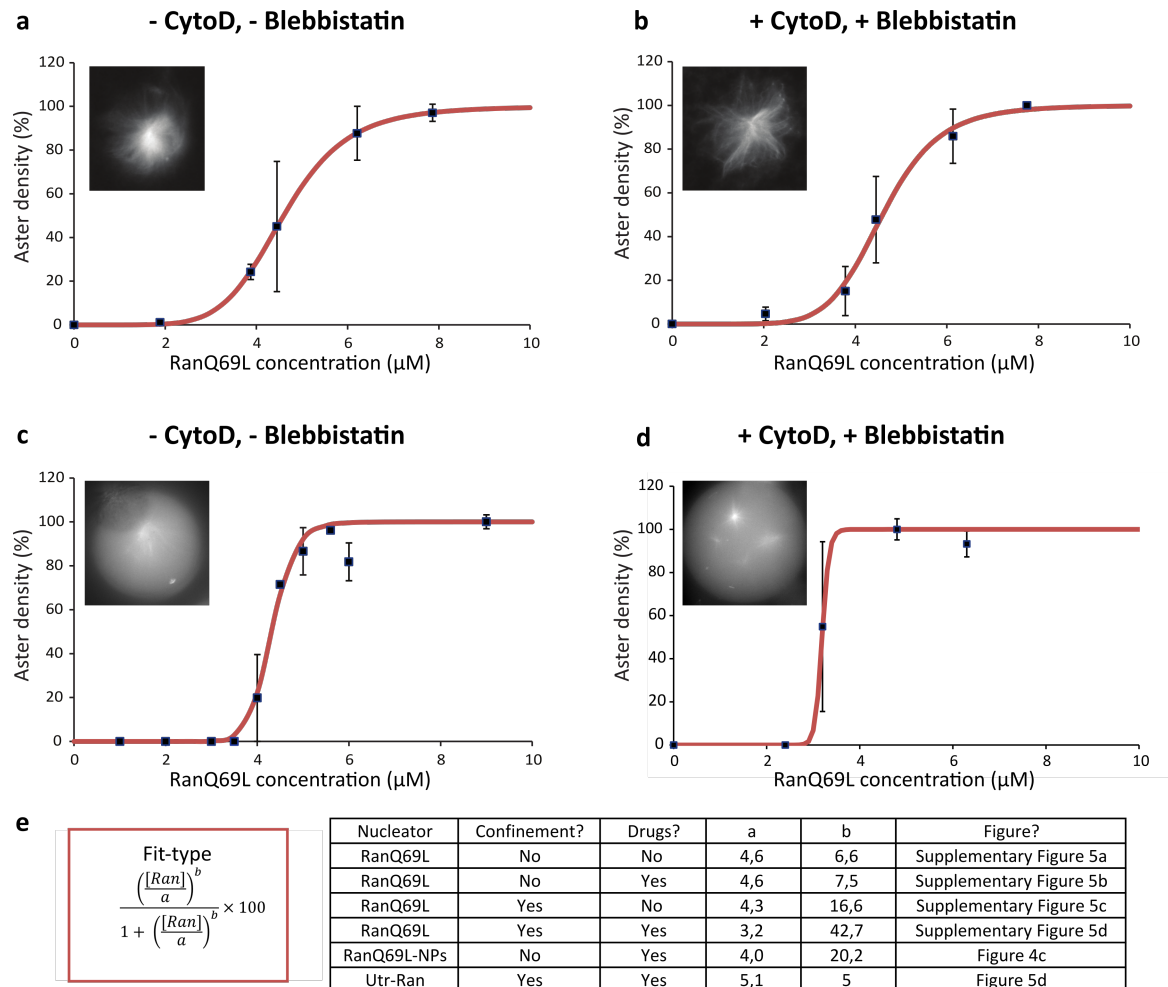 a
- CytoD, - Blebbistatin
120
100
80
60
40
20
0
Aster density (%)
0 2 4 6 8 10
RanQ69L concentration (µM)
b
+ CytoD, + Blebbistatin
120
100
80
60
40
20
0
Aster density (%)
0 2 4 6 8 10
RanQ69L concentration (µM)
c
- CytoD, - Blebbistatin
120
100
80
60
40
20
0
Aster density (%)
0 2 4 6 8 10
RanQ69L concentration (µM)
d
+ CytoD, + Blebbistatin
120
100
80
60
40
20
0
Aster density (%)
0 2 4 6 8 10
RanQ69L concentration (µM)
e
Fit-type
([Ran]/a)^b / (1 + ([Ran]/a)^b) × 100
Nucleator Confinement? Drugs? a b Figure?
RanQ69L No No 4,6 6,6 Supplementary Figure 5a
RanQ69L No Yes 4,6 7,5 Supplementary Figure 5b
RanQ69L Yes No 4,3 16,6 Supplementary Figure 5c
RanQ69L Yes Yes 3,2 42,7 Supplementary Figure 5d
RanQ69L-NPs No Yes 4,0 20,2 Figure 4c
Utr-Ran Yes Yes 5,1 5 Figure 5d